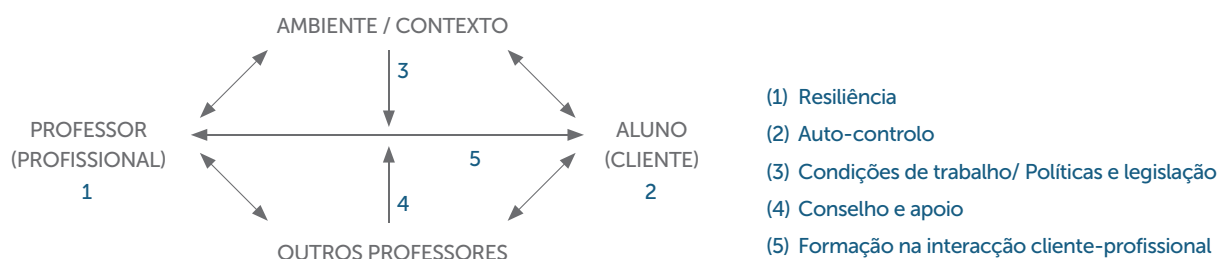 AMBIENTE / CONTEXTO
3
PROFESSOR
(PROFISSIONAL)
1
5
ALUNO
(CLIENTE)
2
4
OUTROS PROFESSORES
(1) Resiliência
(2) Auto-controlo
(3) Condições de trabalho/ Políticas e legislação
(4) Conselho e apoio
(5) Formação na interacção cliente-profissional